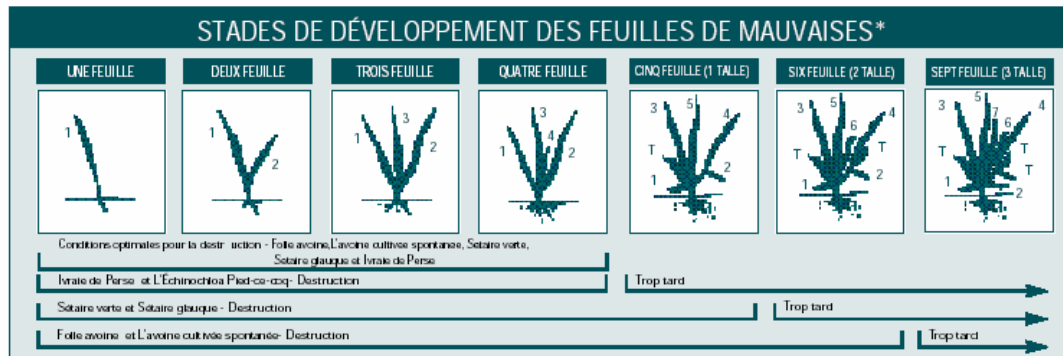 STADES DE DÉVELOPPEMENT DES FEUILLES DE MAUVAISES*
UNE FEUILLE
DEUX FEUILLE
TROIS FEUILLE
QUATRE FEUILLE
CINQ FEUILLE (1 TALLE)
SIX FEUILLE (2 TALLE)
SEPT FEUILLE (3 TALLE)
1
1
2
1
3
2
1
3
4
2
3
5
4
T
1
2
3
5
4
6
T
T
1
2
3
5
7
4
6
T
T
T
1
2
Conditions optimales pour la destr uction - Folle avoine,L'avoine cultivée spontanée, Sétaire verte,
Sétaire glauque et Ivraie de Perse
Ivraie de Perse et L'Échinochloa Pied-ce-coq- Destruction
Trop tard
Sétaire verte et Sétaire glauque - Destruction
Trop tard
Folle avoine et L'avoine cultivée spontanée- Destruction
Trop tard